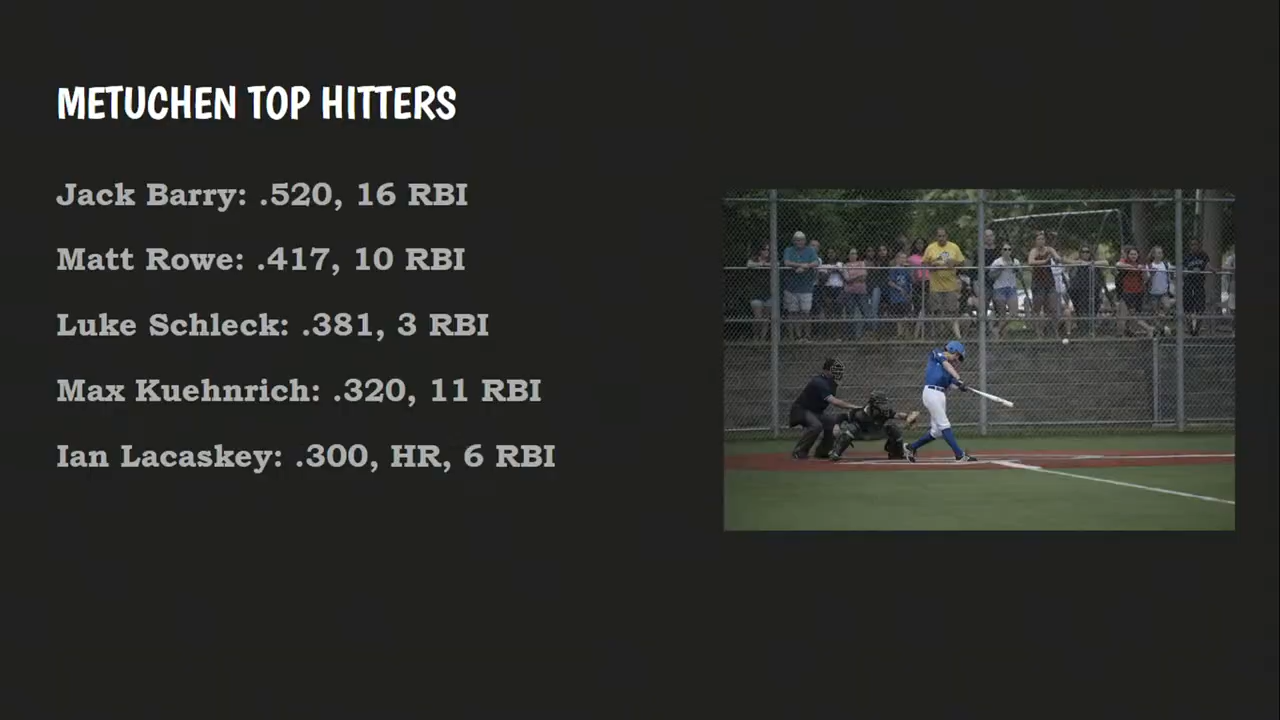 METUCHEN TOP HITTERS
Jack Barry: .520, 16 RBI
Matt Rowe: .417, 10 RBI
Luke Schleck: .381, 3 RBI
Max Kuehnrich: .320, 11 RBI
Ian Lacaskey: .300, HR, 6 RBI